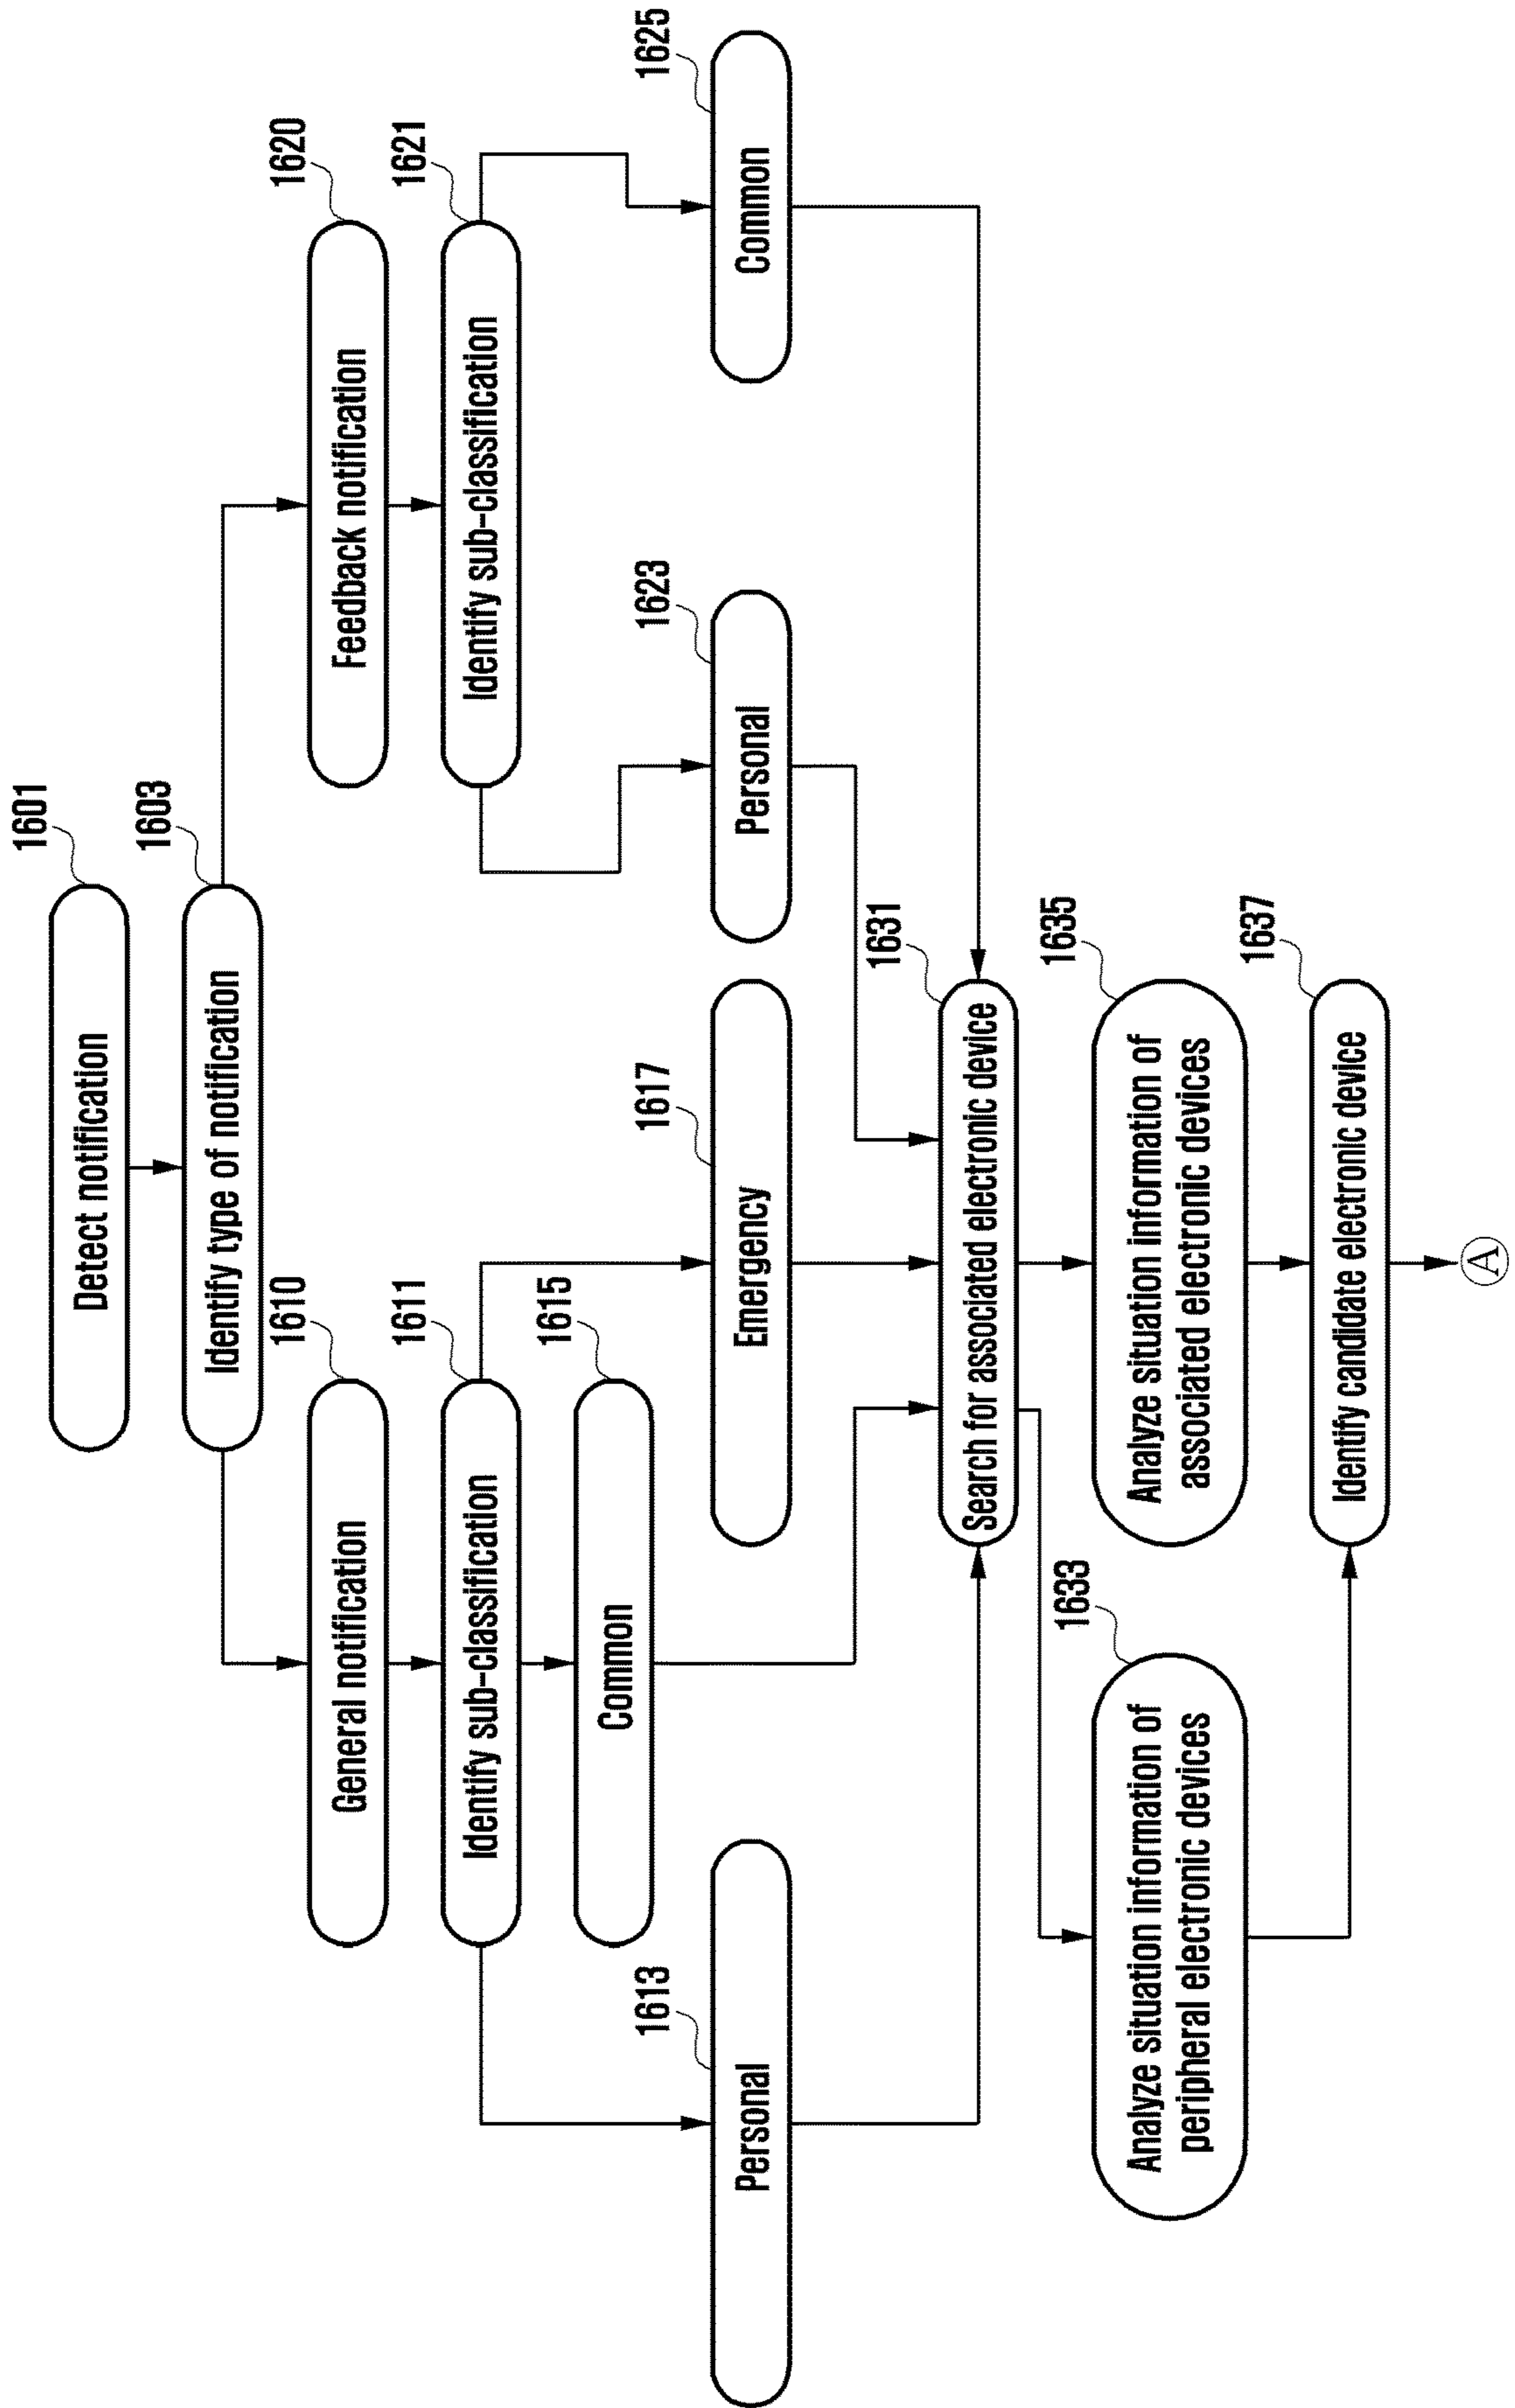 1601
Detect notification
1603
Identify type of notification
1610
General notification
1620
Feedback notification
1611
Identify sub-classification
1621
Identify sub-classification
1615
Common
1613
Personal
1617
Emergency
1623
Personal
1625
Common
1631
Search for associated electronic device
1633
Analyze situation information of
peripheral electronic devices
1635
Analyze situation information of
associated electronic devices
1637
Identify candidate electronic device
A